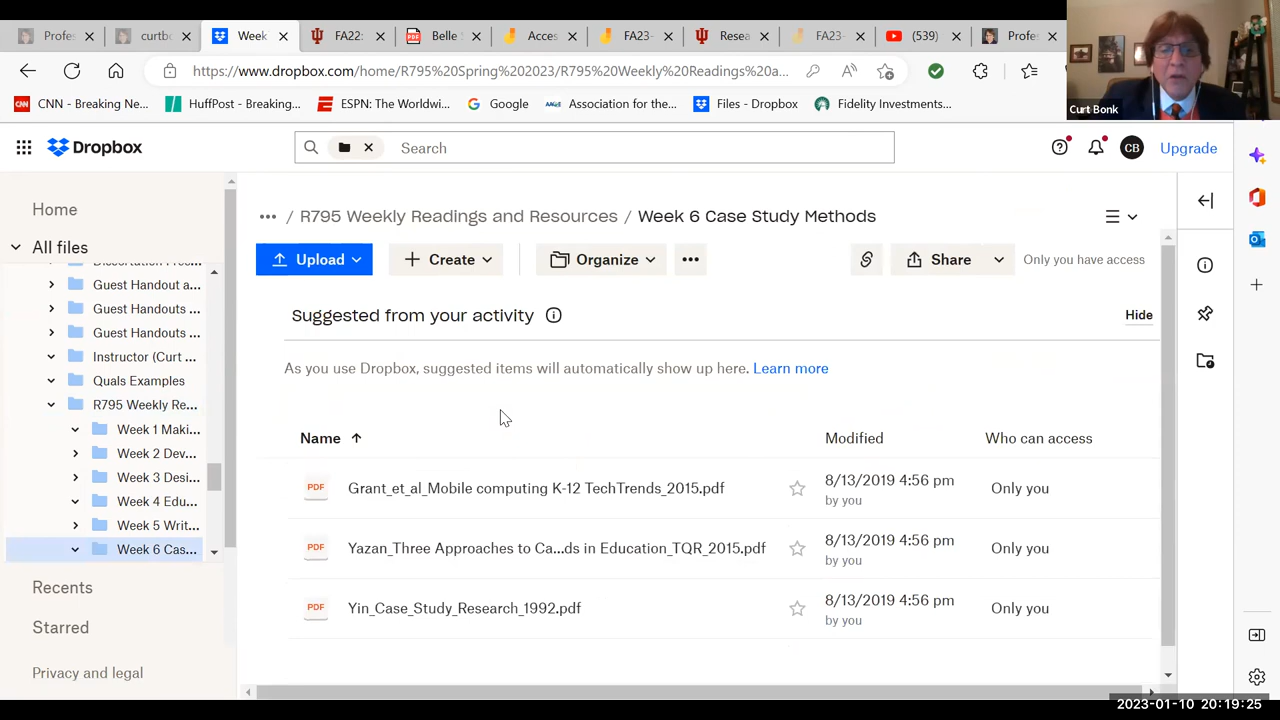 Profes
curtbo
Week
FA22:
Belle
Acces
FA23-
Resea
FA23-
(539)
Profes
https://www.dropbox.com/home/R795%20Spring%202023/R795%20Weekly%20Readings%20a...
CNN - Breaking Ne...
HuffPost - Breaking...
ESPN: The Worldwi...
Google
Association for the...
Files - Dropbox
Fidelity Investments...
Curt Bonk
Dropbox
Search
CB
Upgrade
Home
All files
Guest Handout a...
Guest Handouts ...
Guest Handouts ...
Instructor (Curt ...
Quals Examples
R795 Weekly Re...
Week 1 Maki...
Week 2 Dev...
Week 3 Desi...
Week 4 Edu...
Week 5 Writ...
Week 6 Cas...
Recents
Starred
Privacy and legal
... / R795 Weekly Readings and Resources / Week 6 Case Study Methods
Upload
Create
Organize
Share
Only you have access
Suggested from your activity
Hide
As you use Dropbox, suggested items will automatically show up here. Learn more
Name
Modified
Who can access
PDF Grant_et_al_Mobile computing K-12 TechTrends_2015.pdf
8/13/2019 4:56 pm
by you
Only you
PDF Yazan_Three Approaches to Ca...ds in Education_TQR_2015.pdf
8/13/2019 4:56 pm
by you
Only you
PDF Yin_Case_Study_Research_1992.pdf
8/13/2019 4:56 pm
by you
Only you
2023-01-10 20:19:25